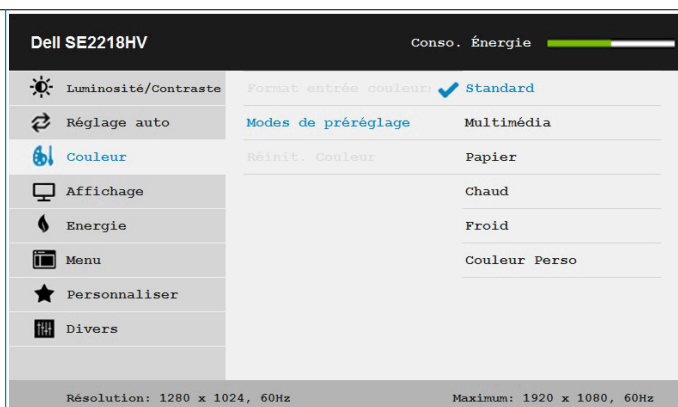 Dell SE2218HV
Conso. Énergie
Luminosité/Contraste
Format entrée couleur:
Standard
Réglage auto
Modes de préréglage
Multimédia
Couleur
Réinit. Couleur
Papier
Affichage
Chaud
Energie
Froid
Menu
Couleur Perso
Personnaliser
Divers
Résolution: 1280 x 1024, 60Hz
Maximum: 1920 x 1080, 60Hz